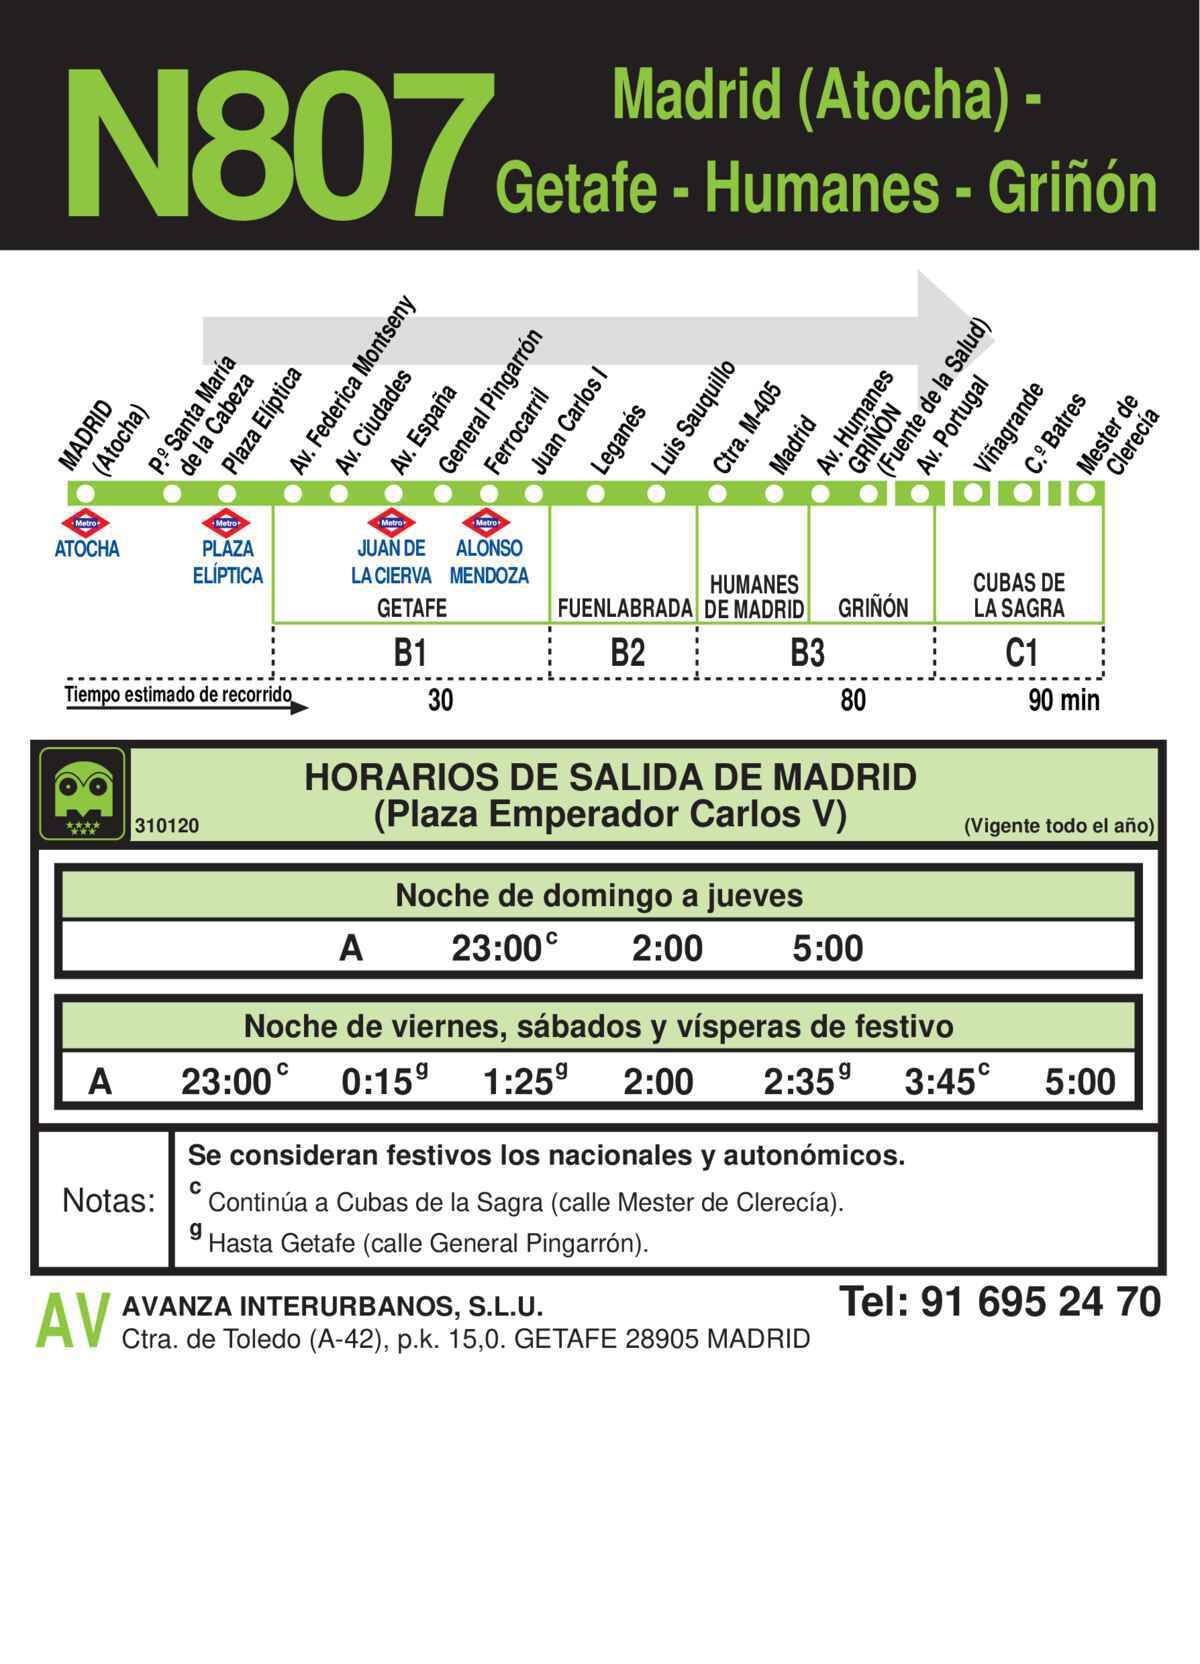 N807
Madrid (Atocha) -
Getafe - Humanes - Griñón
MADRID
(Atocha)
P.º Santa María
de la Cabeza
Plaza Elíptica
Av. Federica Montseny
Av. Ciudades
Av. España
General Pingarrón
Ferrocarril
Juan Carlos I
Leganés
Luis Sauquillo
Ctra. M-405
Madrid
Av. Humanes
GRIÑÓN
(Fuente de la Salud)
Av. Portugal
Viñagrande
C.º Batres
Mester de
Clerecía
Metro
Metro
Metro
Metro
ATOCHA
PLAZA
ELÍPTICA
JUAN DE
LA CIERVA
ALONSO
MENDOZA
GETAFE
FUENLABRADA
HUMANES
DE MADRID
GRIÑÓN
CUBAS DE
LA SAGRA
B1
B2
B3
C1
Tiempo estimado de recorrido
30
80
90 min
HORARIOS DE SALIDA DE MADRID
(Plaza Emperador Carlos V)
310120
(Vigente todo el año)
Noche de domingo a jueves
A 23:00 c 2:00 5:00
Noche de viernes, sábados y vísperas de festivo
A 23:00 c 0:15 g 1:25 g 2:00 2:35 g 3:45 c 5:00
Notas:
Se consideran festivos los nacionales y autonómicos.
c Continúa a Cubas de la Sagra (calle Mester de Clerecía).
g Hasta Getafe (calle General Pingarrón).
AV
AVANZA INTERURBANOS, S.L.U.
Ctra. de Toledo (A-42), p.k. 15,0. GETAFE 28905 MADRID
Tel: 91 695 24 70